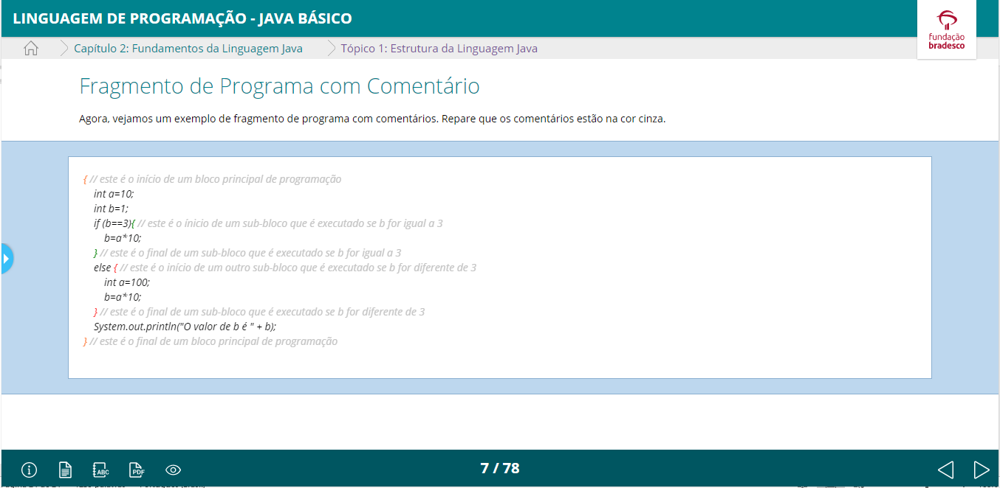 LINGUAGEM DE PROGRAMAÇÃO - JAVA BÁSICO
fundação
bradesco
Capítulo 2: Fundamentos da Linguagem Java
Tópico 1: Estrutura da Linguagem Java
Fragmento de Programa com Comentário
Agora, vejamos um exemplo de fragmento de programa com comentários. Repare que os comentários estão na cor cinza.
{ // este é o início de um bloco principal de programação
int a=10;
int b=1;
if (b==3){ // este é o ínicio de um sub-bloco que é executado se b for igual a 3
b=a*10;
} // este é o final de um sub-bloco que é executado se b for igual a 3
else { // este é o início de um outro sub-bloco que é executado se b for diferente de 3
int a=100;
b=a*10;
} // este é o final de um sub-bloco que é executado se b for diferente de 3
System.out.println("O valor de b é " + b);
} // este é o final de um bloco principal de programação
ABC
PDF
7 / 78